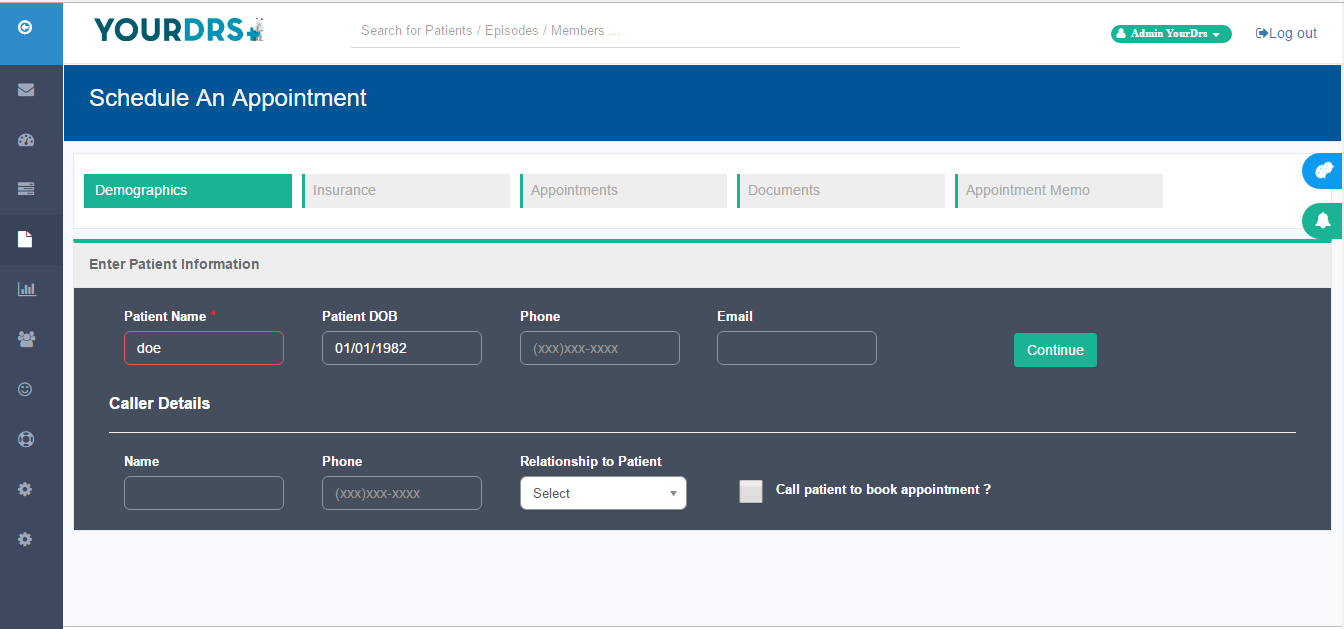 YOURDRS
Search for Patients / Episodes / Members ...
Admin YourDrs
Log out
Schedule An Appointment
Demographics
Insurance
Appointments
Documents
Appointment Memo
Enter Patient Information
Patient Name *
Patient DOB
Phone
Email
doe
01/01/1982
(xxx)xxx-xxxx
Continue
Caller Details
Name
Phone
Relationship to Patient
(xxx)xxx-xxxx
Select
Call patient to book appointment ?